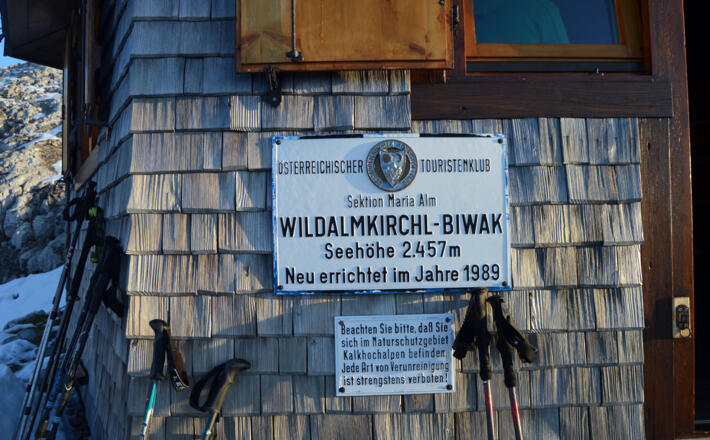 ÖSTERREICHISCHER TOURISTENKLUB
Sektion Maria Alm
WILDALMKIRCHL-BIWAK
Seehöhe 2.457m
Neu errichtet im Jahre 1989
Beachten Sie bitte, daß Sie
sich im Naturschutzgebiet
Kalkhochalpen befinden.
Jede Art von Verunreinigung
ist strengstens verboten!